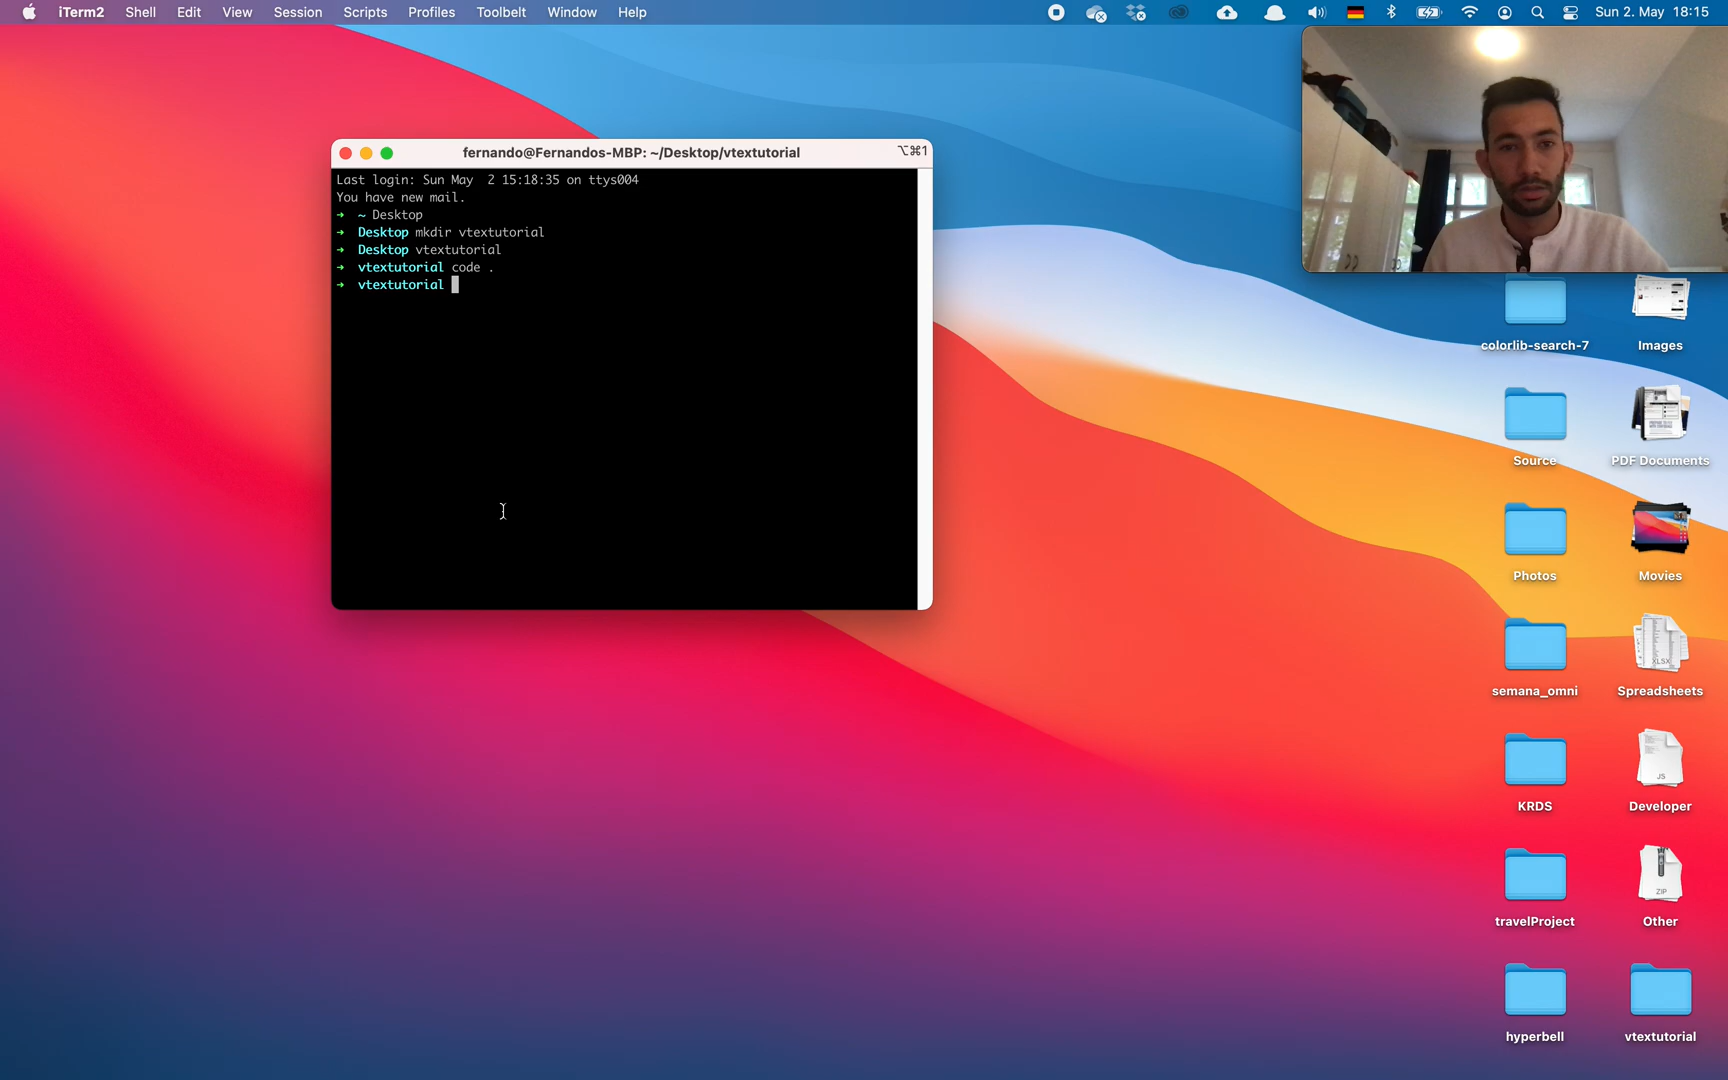 iTerm2 Shell Edit View Session Scripts Profiles Toolbelt Window Help Sun 2. May 18:15
fernando@Fernandos-MBP: ~/Desktop/vtextutorial ⌥⌘1
Last login: Sun May  2 15:18:35 on ttys004
You have new mail.
➜ ~ Desktop
➜ Desktop mkdir vtextutorial
➜ Desktop vtextutorial
➜ vtextutorial code .
➜ vtextutorial
colorlib-search-7 Images
Source PDF Documents
Photos Movies
XLSX
semana_omni Spreadsheets
JS
KRDS Developer
ZIP
travelProject Other
hyperbell vtextutorial